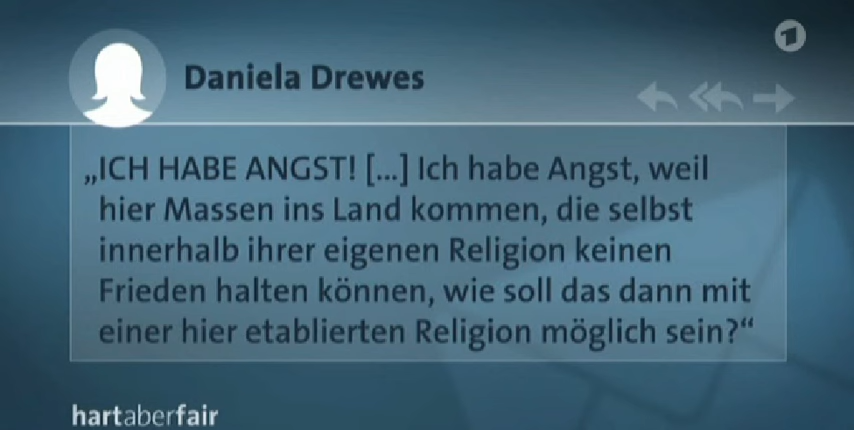 Daniela Drewes
„ICH HABE ANGST! [...] Ich habe Angst, weil
hier Massen ins Land kommen, die selbst
innerhalb ihrer eigenen Religion keinen
Frieden halten können, wie soll das dann mit
einer hier etablierten Religion möglich sein?“
hartaberfair